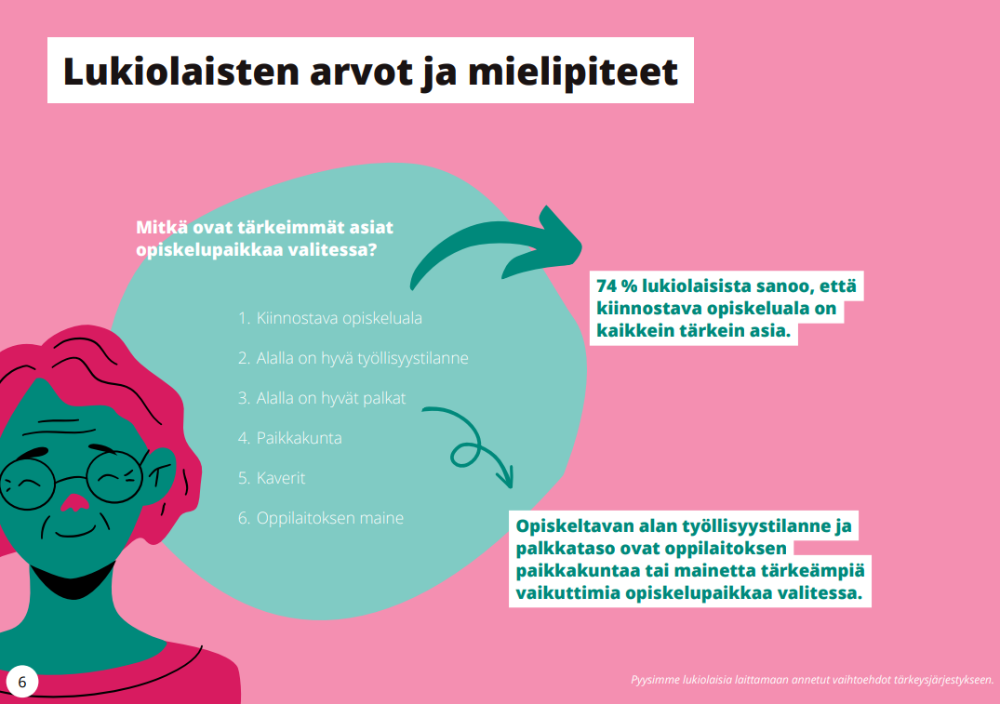 Lukiolaisten arvot ja mielipiteet
Mitkä ovat tärkeimmät asiat
opiskelupaikkaa valitessa?
1. Kiinnostava opiskeluala
2. Alalla on hyvä työllisyystilanne
3. Alalla on hyvät palkat
4. Paikkakunta
5. Kaverit
6. Oppilaitoksen maine
74 % lukiolaisista sanoo, että
kiinnostava opiskeluala on
kaikkein tärkein asia.
Opiskeltavan alan työllisyystilanne ja
palkkataso ovat oppilaitoksen
paikkakuntaa tai mainetta tärkeämpiä
vaikuttimia opiskelupaikkaa valitessa.
6
Pyysimme lukiolaisia laittamaan annetut vaihtoehdot tärkeysjärjestykseen.